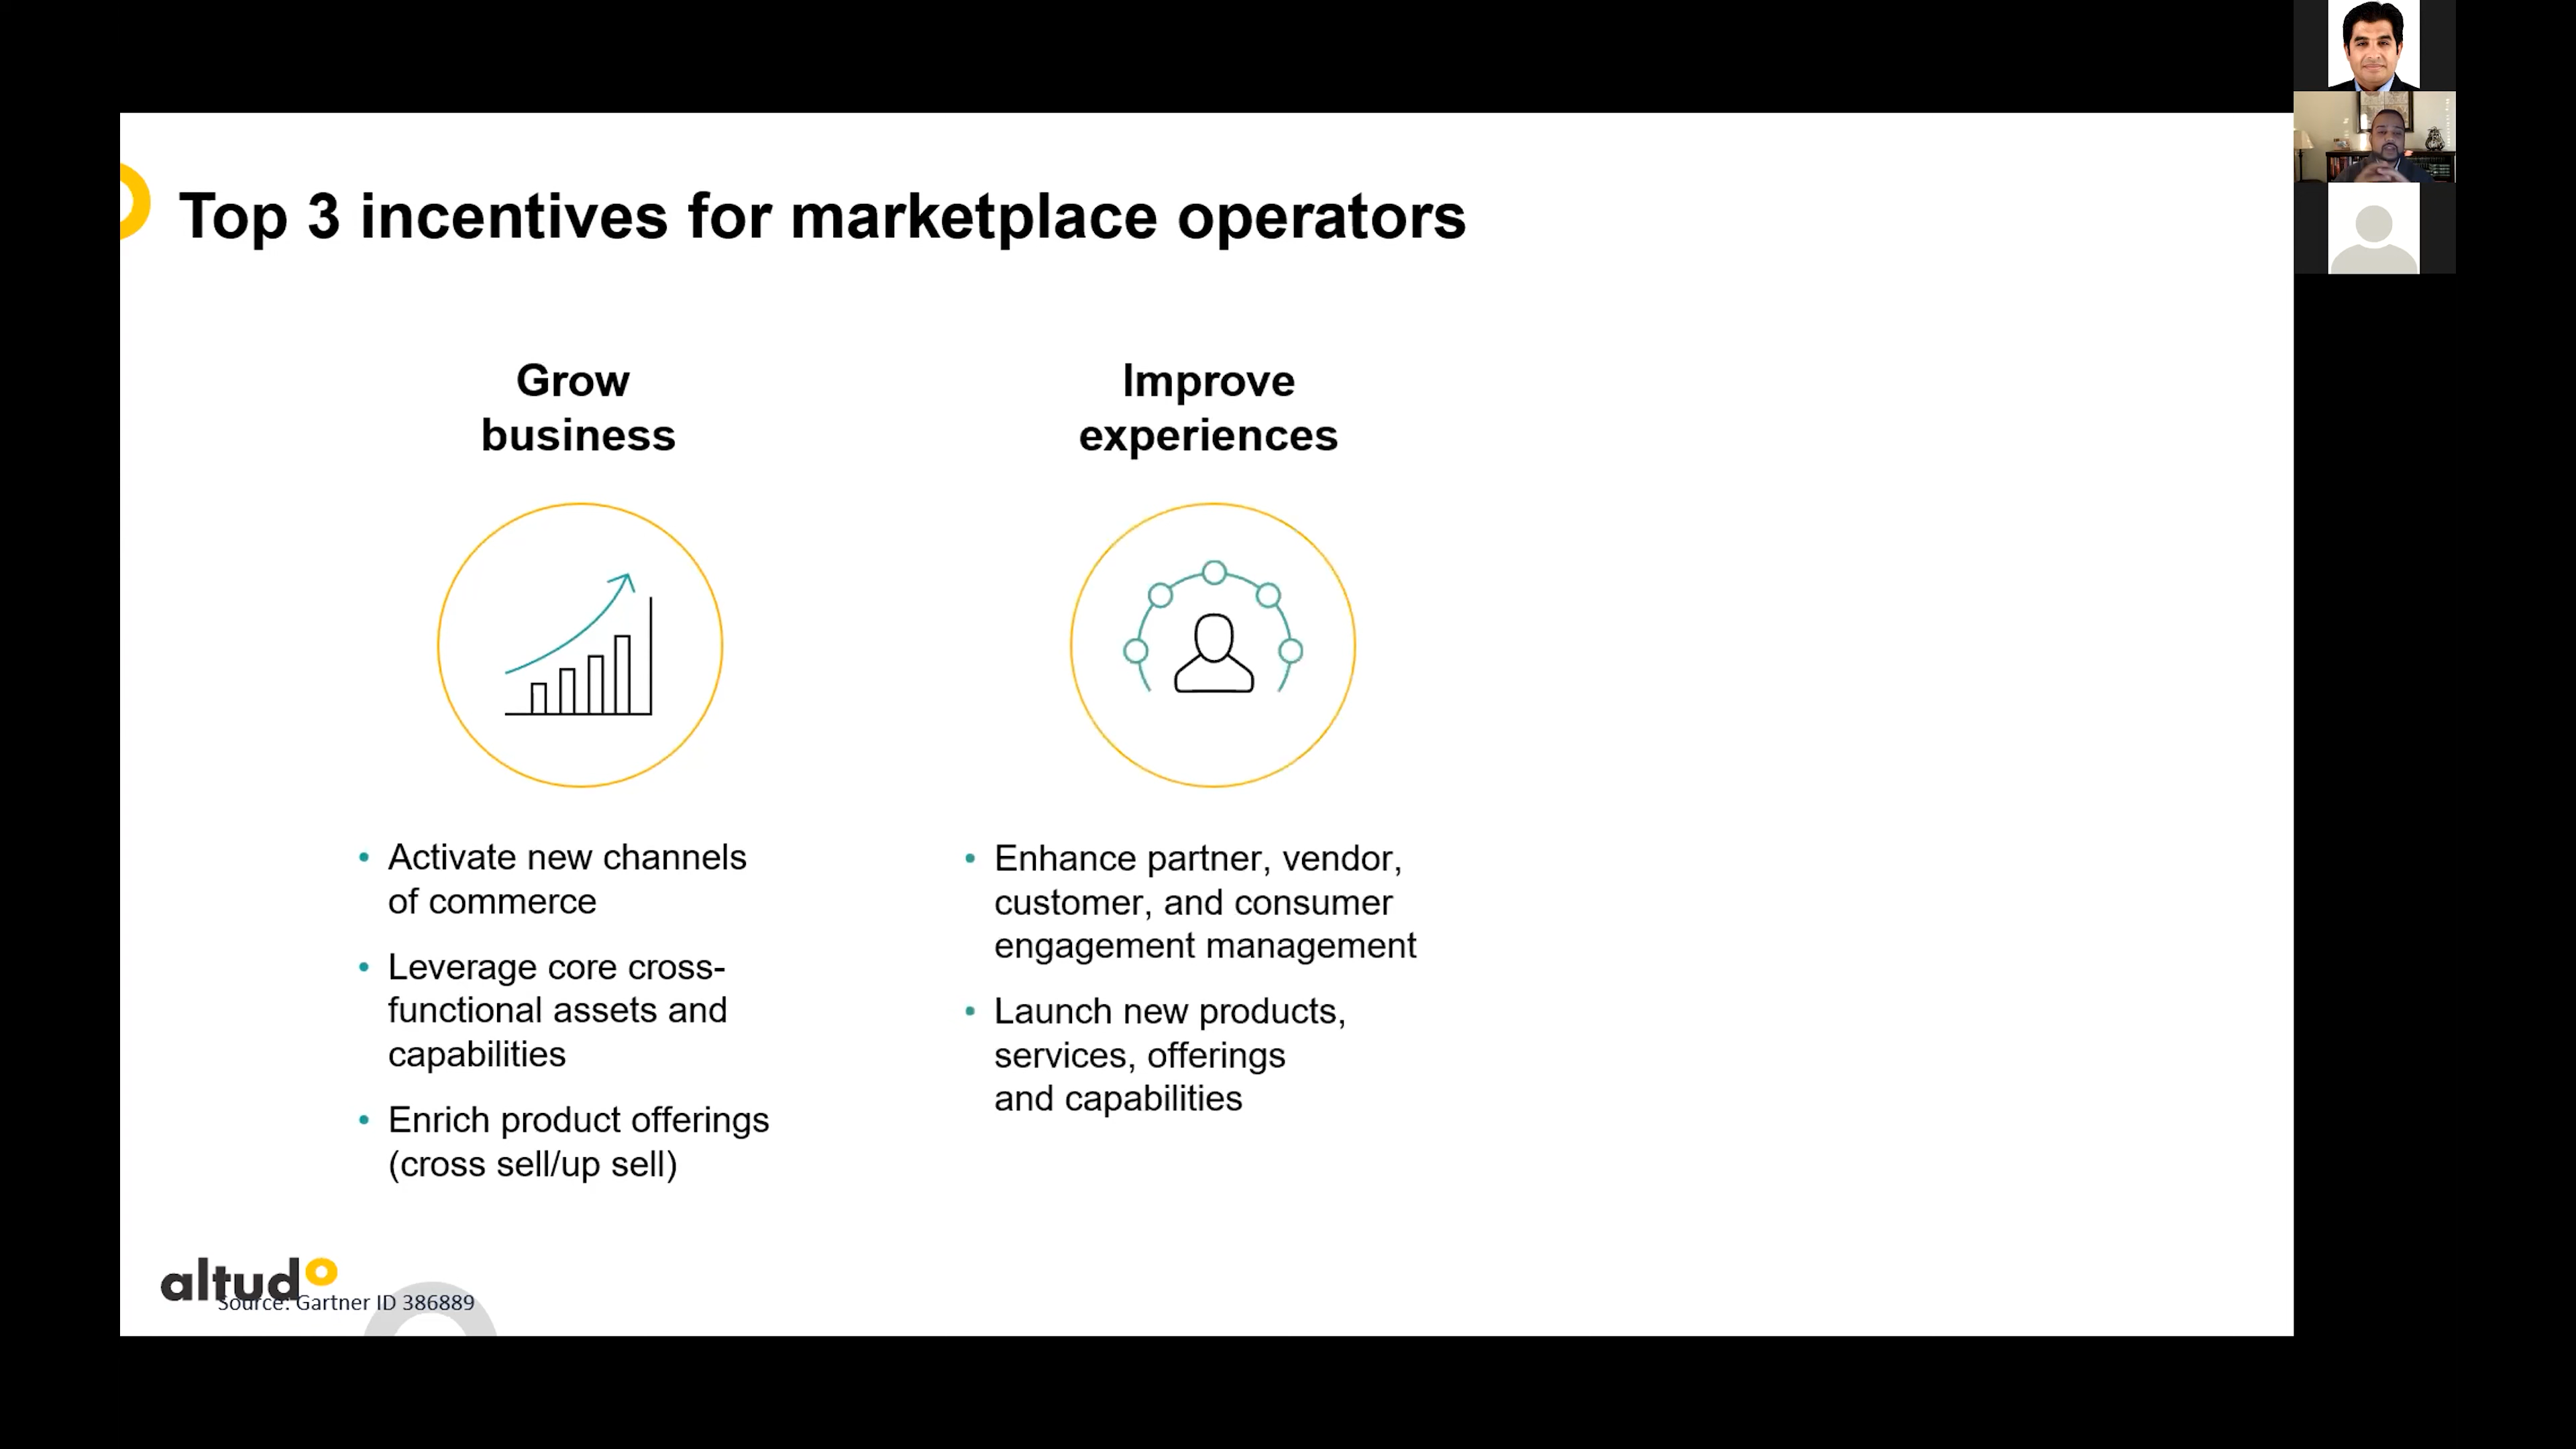 Top 3 incentives for marketplace operators
Grow
business
Improve
experiences
• Activate new channels
of commerce
• Leverage core cross-
functional assets and
capabilities
• Enrich product offerings
(cross sell/up sell)
• Enhance partner, vendor,
customer, and consumer
engagement management
• Launch new products,
services, offerings
and capabilities
altudo
Source: Gartner ID 386889